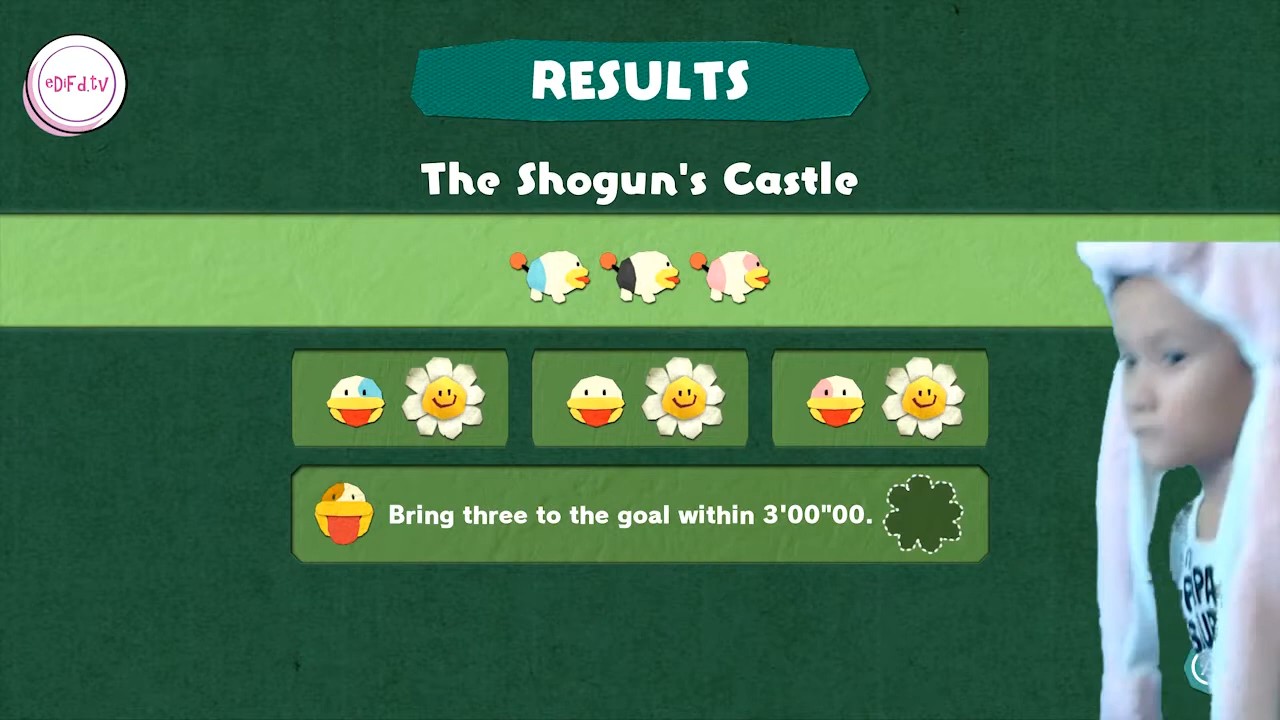 eDiFd.tV
RESULTS
The Shogun's Castle
Bring three to the goal within 3'00"00.